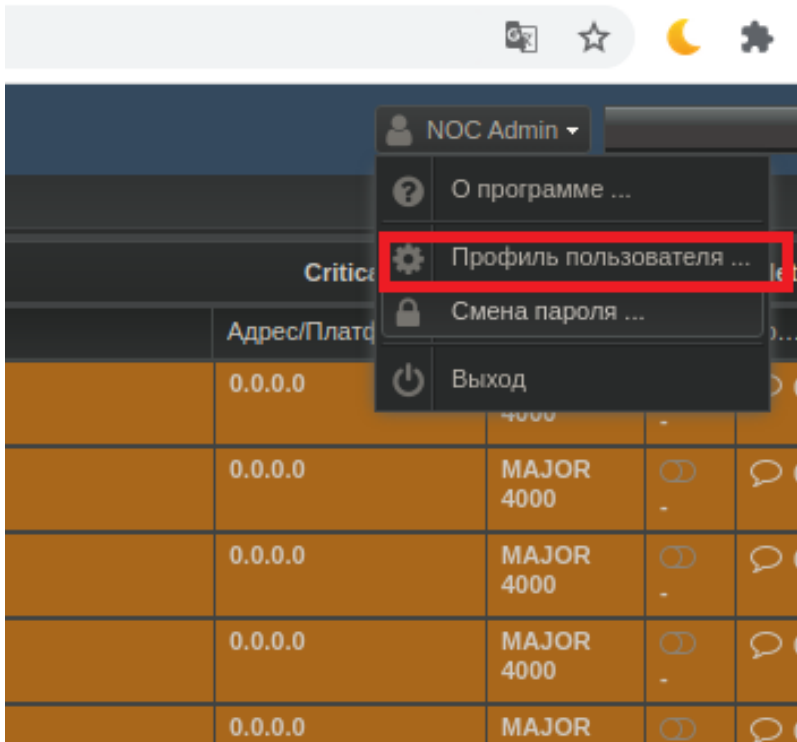 NOC Admin
О программе ...
Профиль пользователя ...
Смена пароля ...
Выход
Critica
Адрес/Платф
0.0.0.0
4000
-
0.0.0.0
MAJOR
4000
-
0.0.0.0
MAJOR
4000
-
0.0.0.0
MAJOR
4000
-
0.0.0.0
MAJOR